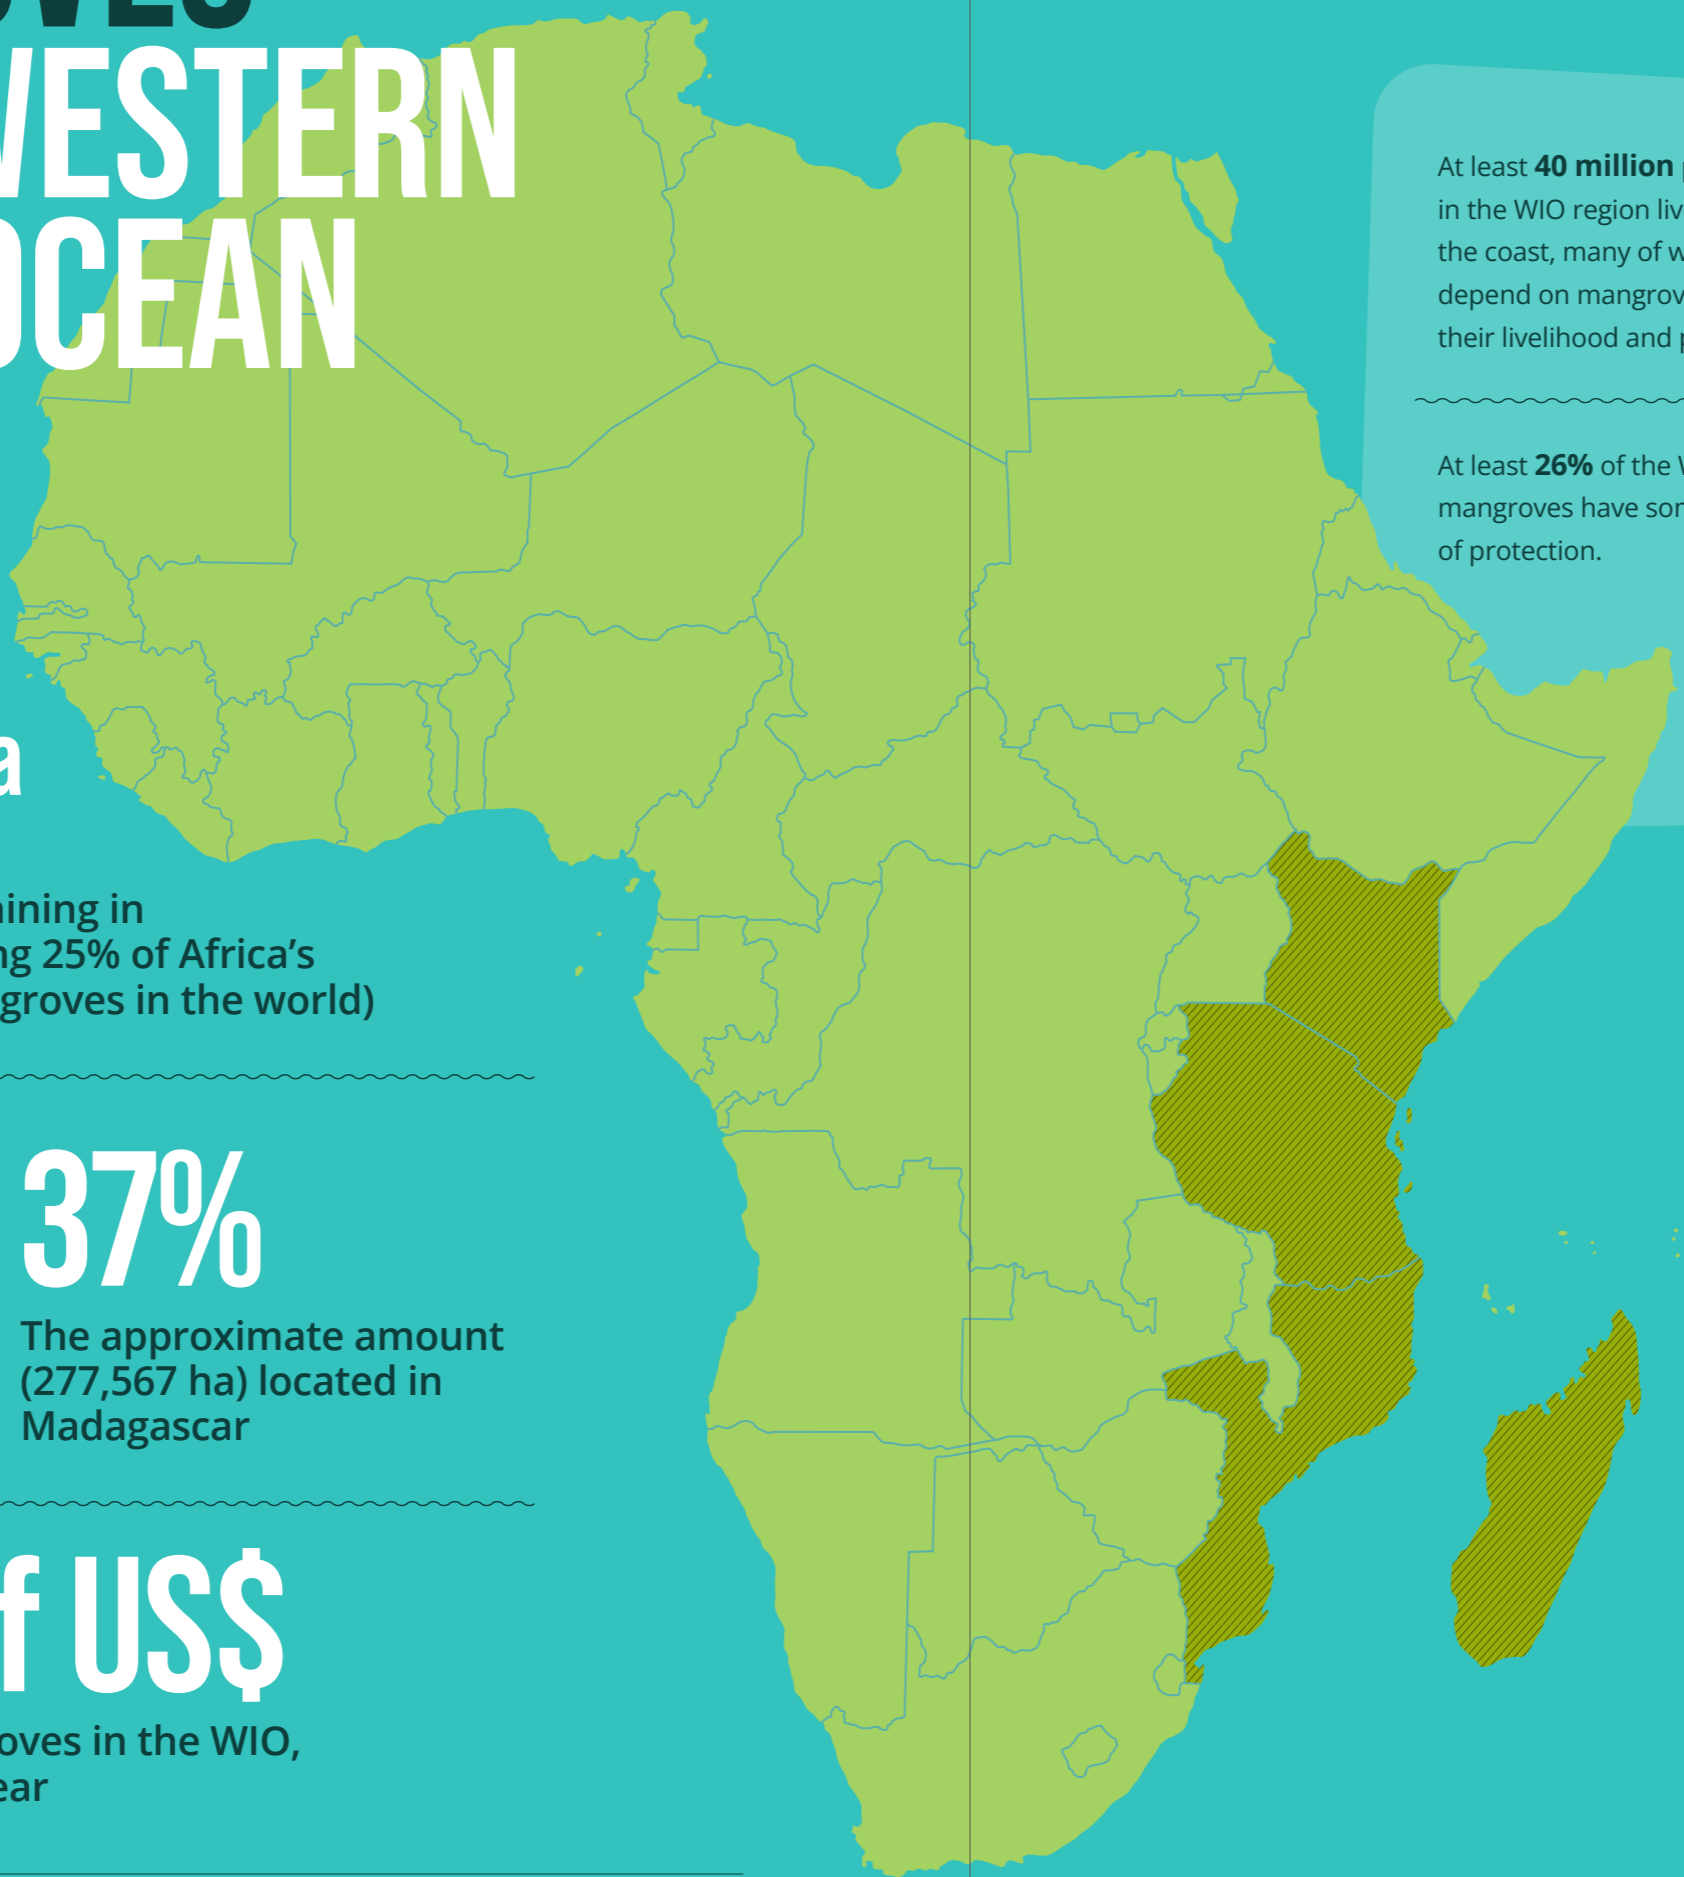 WESTERN
OCEAN
a
ining in
ng 25% of Africa's
groves in the world)
37%
The approximate amount
(277,567 ha) located in
Madagascar
f US$
oves in the WIO,
ear
At least 40 million
in the WIO region liv
the coast, many of w
depend on mangrov
their livelihood and
At least 26% of the
mangroves have som
of protection.